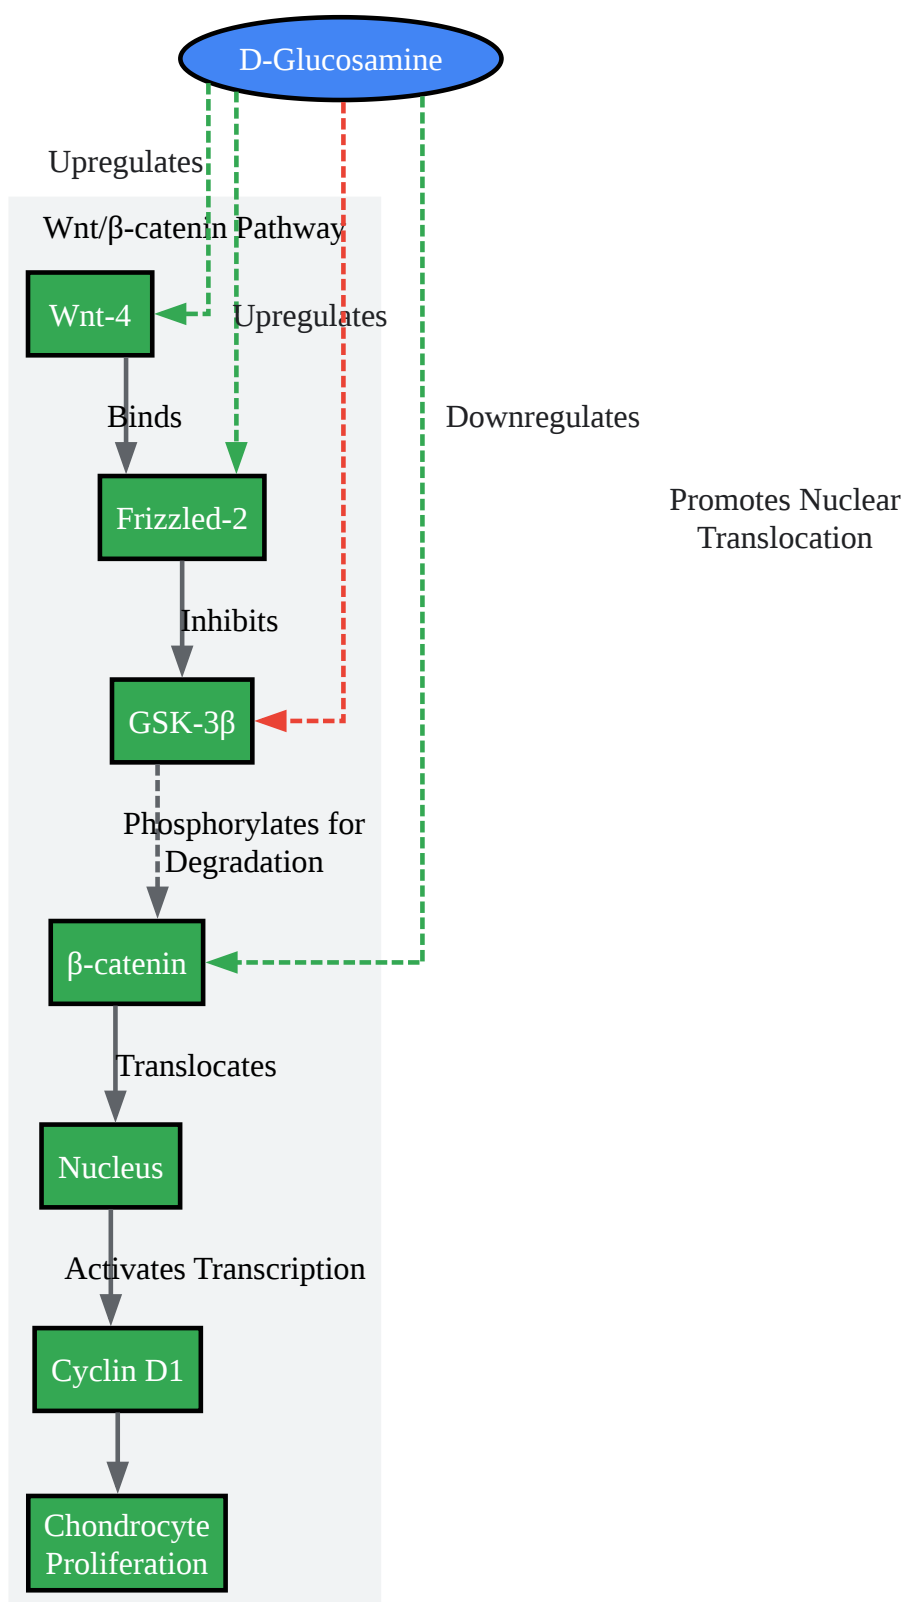 D-Glucosamine
Upregulates
Wnt/β-catenin Pathway
Wnt-4
Upregulates
Binds
Downregulates
Promotes Nuclear
Translocation
Frizzled-2
Inhibits
GSK-3β
Phosphorylates for
Degradation
β-catenin
Translocates
Nucleus
Activates Transcription
Cyclin D1
Chondrocyte
Proliferation